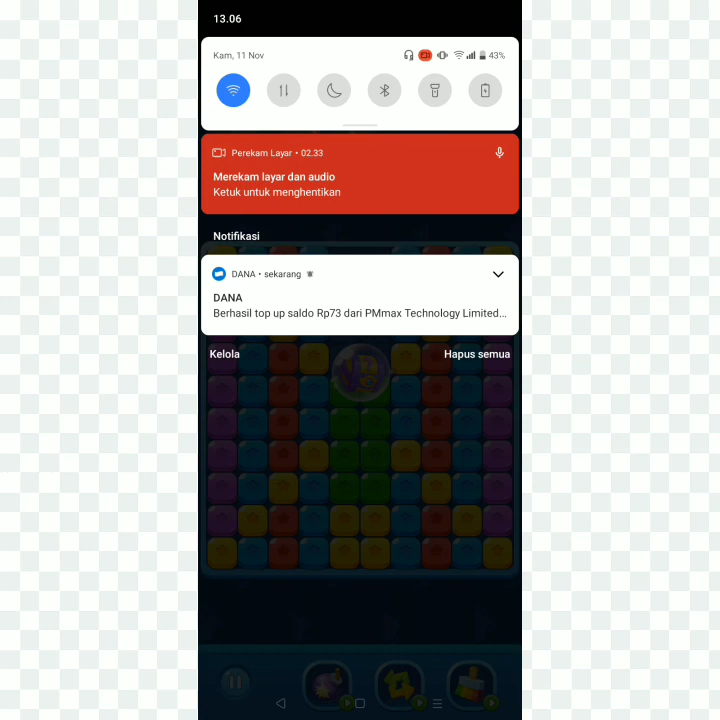 13.06
Kam, 11 Nov
43%
Perekam Layar • 02.33
Merekam layar dan audio
Ketuk untuk menghentikan
Notifikasi
DANA • sekarang
DANA
Berhasil top up saldo Rp73 dari PMmax Technology Limited...
Kelola
Hapus semua